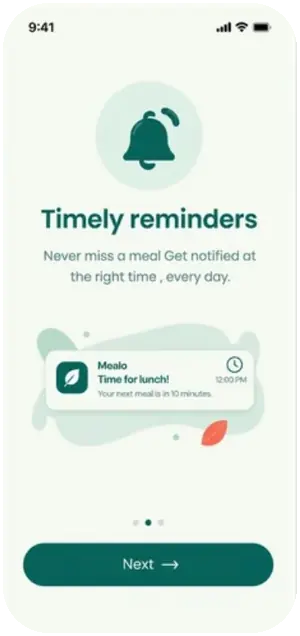 9:41
Timely reminders
Never miss a meal Get notified at
the right time , every day.
Mealo
Time for lunch!
12:00 PM
Your next meal is in 10 minutes.
Next →